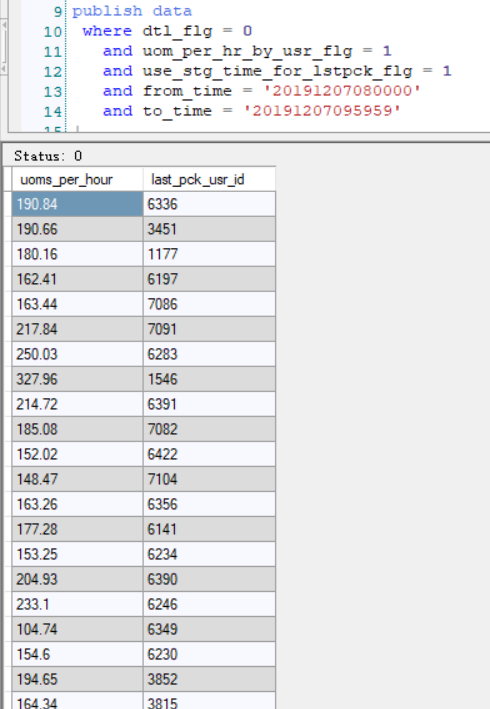 9 publish data
10 where dtl_flg = 0
11 and uom_per_hr_by_usr_flg = 1
12 and use_stg_time_for_lstpck_flg = 1
13 and from_time = '20191207080000'
14 and to_time = '20191207095959'
15
Status: 0
uoms_per_hour last_pck_usr_id
190.84 6336
190.66 3451
180.16 1177
162.41 6197
163.44 7086
217.84 7091
250.03 6283
327.96 1546
214.72 6391
185.08 7082
152.02 6422
148.47 7104
163.26 6356
177.28 6141
153.25 6234
204.93 6390
233.1 6246
104.74 6349
154.6 6230
194.65 3852
164.34 3815